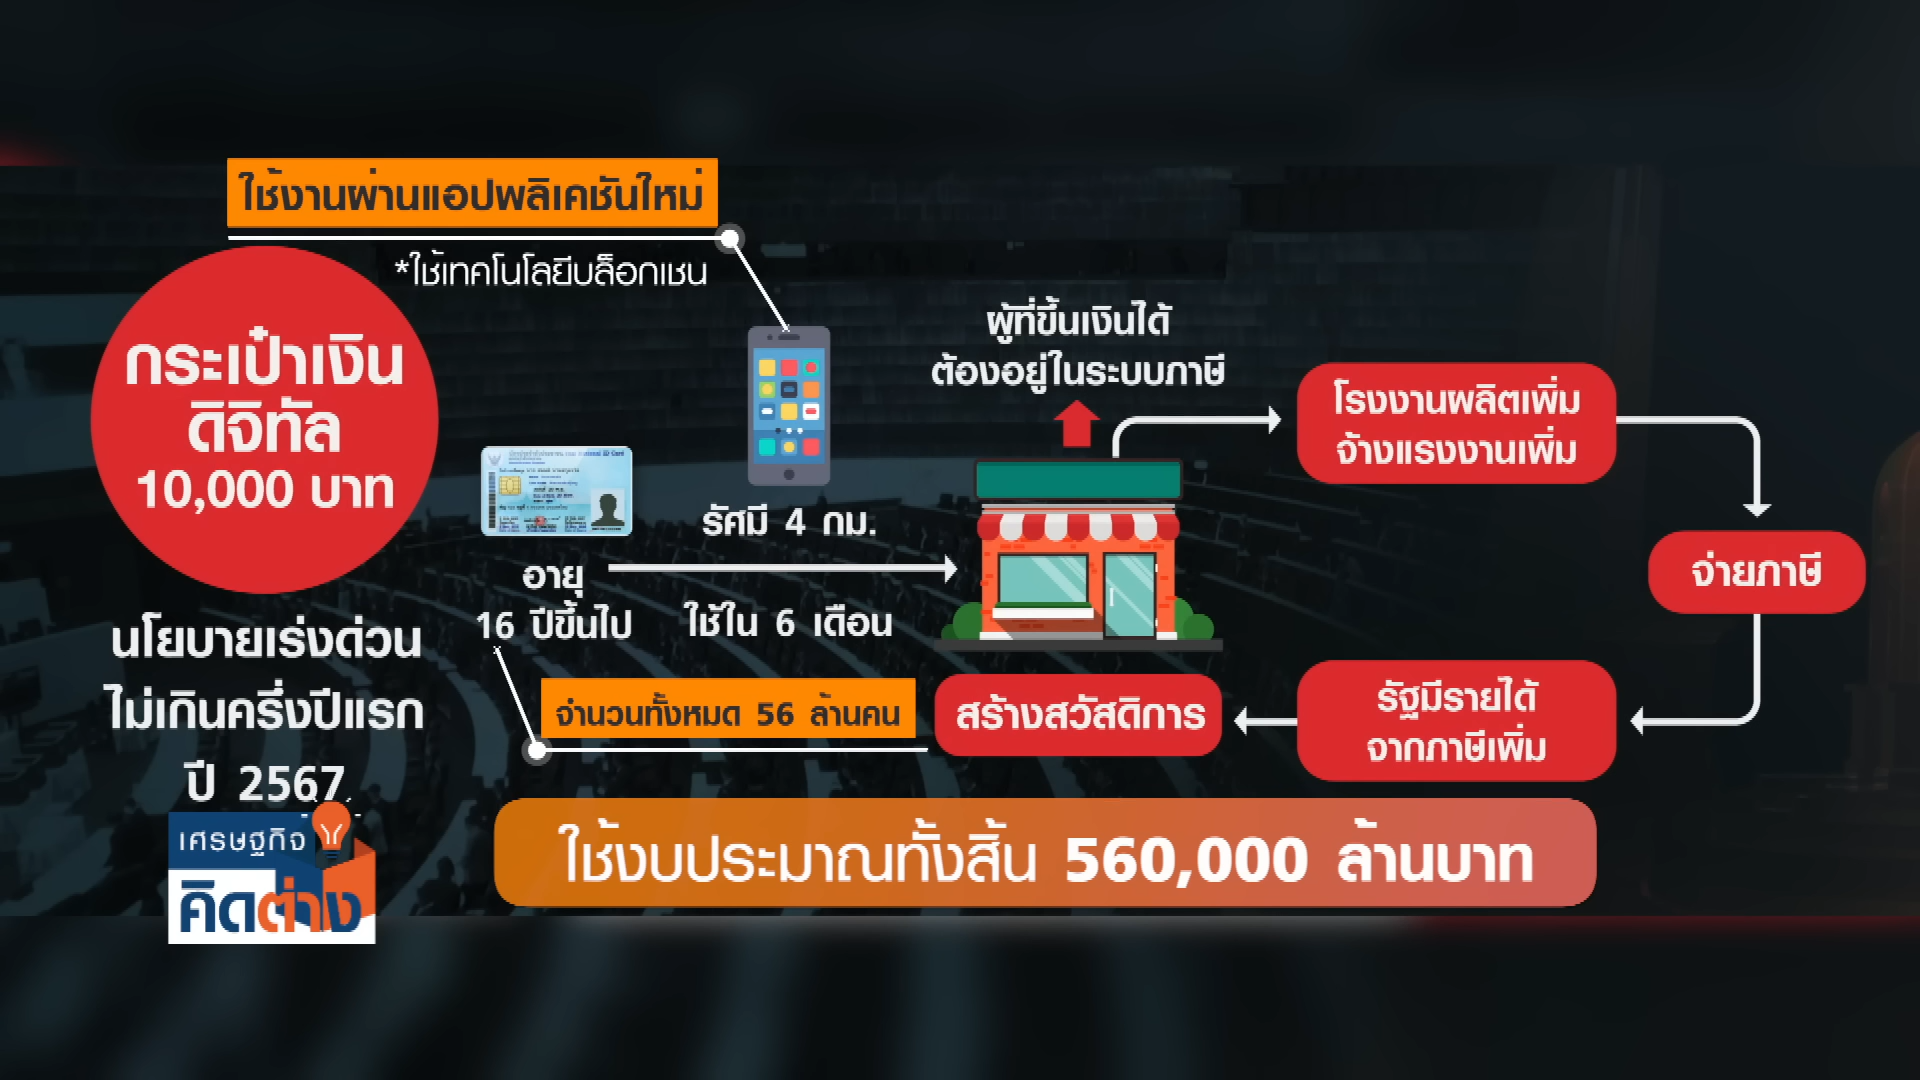 ใช้งานผ่านแอปพลิเคชันใหม่
*ใช้เทคโนโลยีบล็อกเชน
กระเป๋าเงิน
ดิจิทัล
10,000 บาท
นโยบายเร่งด่วน
ไม่เกินครึ่งปีแรก
ปี 2567
อายุ
16 ปีขึ้นไป
รัศมี 4 กม.
ใช้ใน 6 เดือน
จำนวนทั้งหมด 56 ล้านคน
ผู้ที่ขึ้นเงินได้
ต้องอยู่ในระบบภาษี
โรงงานผลิตเพิ่ม
จ้างแรงงานเพิ่ม
จ่ายภาษี
รัฐมีรายได้
จากภาษีเพิ่ม
สร้างสวัสดิการ
ใช้งบประมาณทั้งสิ้น 560,000 ล้านบาท
เศรษฐกิจ
คิดต่าง